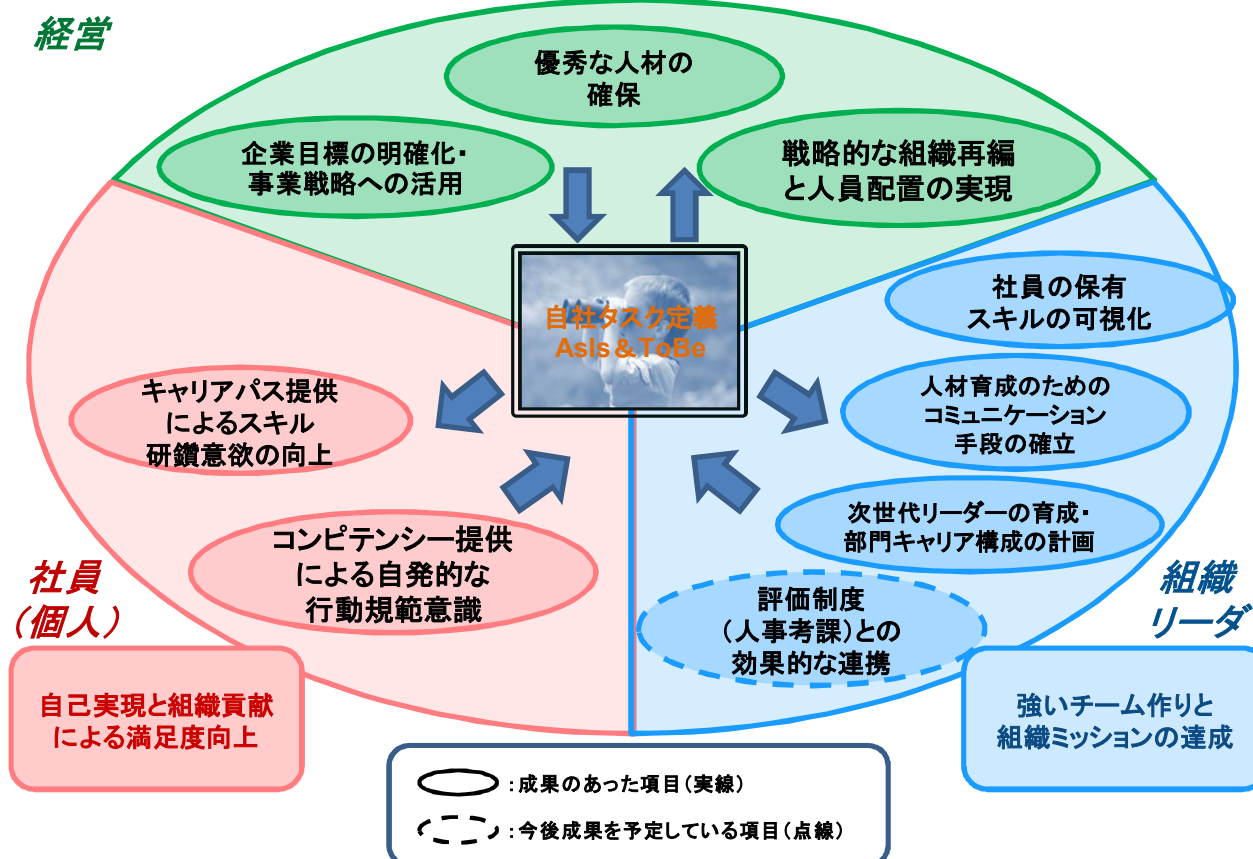 経営
優秀な人材の
確保
企業目標の明確化・
事業戦略への活用
戦略的な組織再編
と人員配置の実現
自社タスク定義
AsIs＆ToBe
社員の保有
スキルの可視化
人材育成のための
コミュニケーション
手段の確立
次世代リーダーの育成・
部門キャリア構成の計画
評価制度
（人事考課）との
効果的な連携
組織
リーダ
強いチーム作りと
組織ミッションの達成
キャリアパス提供
によるスキル
研鑽意欲の向上
コンピテンシー提供
による自発的な
行動規範意識
社員
（個人）
自己実現と組織貢献
による満足度向上
：成果のあった項目（実線）
：今後成果を予定している項目（点線）